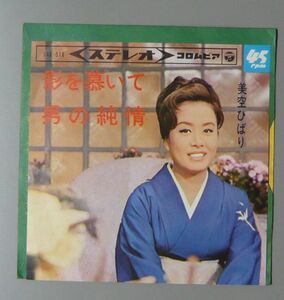 <ステレオ>
コロムビア
45
rpm
影を慕いて
男の純情
美空ひばり